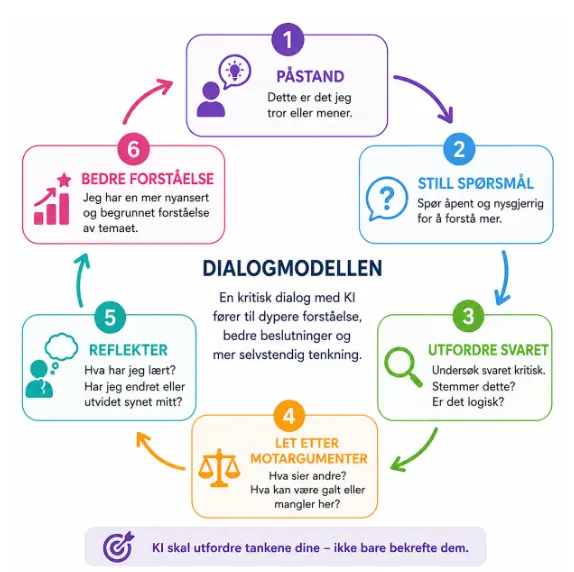 1
PÅSTAND
Dette er det jeg
tror eller mener.
2
STILL SPØRSMÅL
Spør åpent og nysgjerrig
for å forstå mer.
?
3
UTFORDRE SVARET
Undersøk svaret kritisk.
Stemmer dette?
Er det logisk?
4
LET ETTER
MOTARGUMENTER
Hva sier andre?
Hva kan være galt eller
mangler her?
5
REFLEKTER
Hva har jeg lært?
Har jeg endret eller
utvidet synet mitt?
6
BEDRE FORSTÅELSE
Jeg har en mer nyansert
og begrunnet forståelse
av temaet.
DIALOGMODELLEN
En kritisk dialog med KI
fører til dypere forståelse,
bedre beslutninger og
mer selvstendig tenkning.
KI skal utfordre tankene dine – ikke bare bekrefte dem.